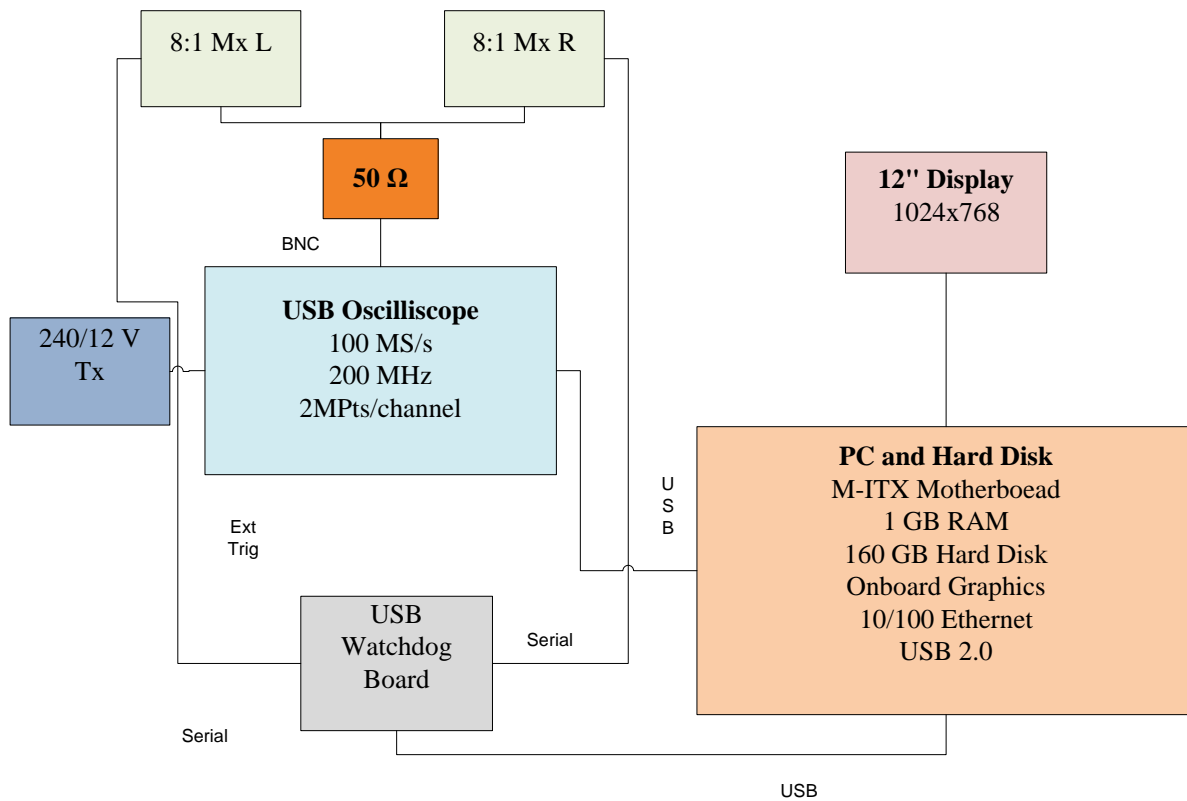 8:1 Mx L
8:1 Mx R
50 Ω
12" Display
1024x768
BNC
USB Oscilliscope
100 MS/s
200 MHz
2MPts/channel
240/12 V
Tx
PC and Hard Disk
M-ITX Motherboead
1 GB RAM
160 GB Hard Disk
Onboard Graphics
10/100 Ethernet
USB 2.0
U
S
B
Ext
Trig
USB
Watchdog
Board
Serial
Serial
USB